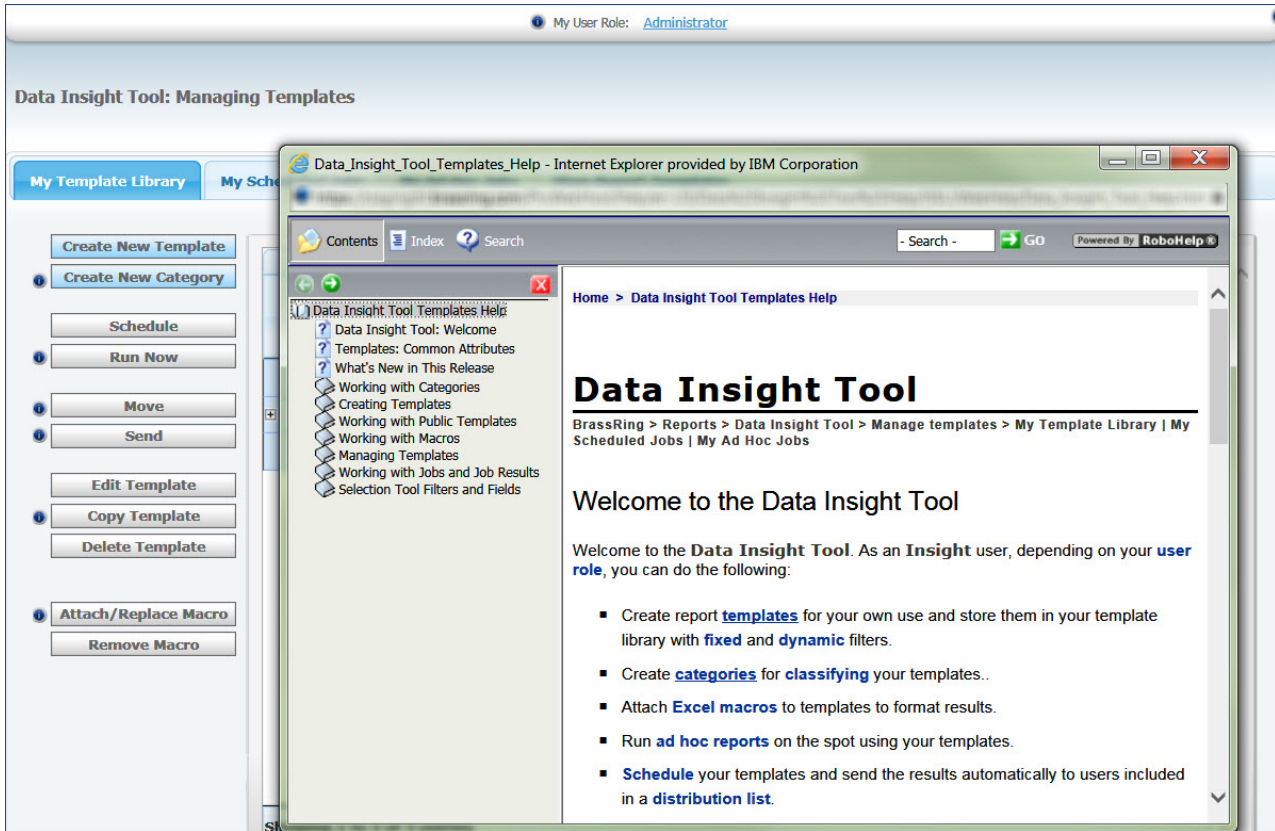 My User Role: Administrator
Data Insight Tool: Managing Templates
My Template Library
My Sche
Create New Template
Create New Category
Schedule
Run Now
Move
Send
Edit Template
Copy Template
Delete Template
Attach/Replace Macro
Remove Macro
Data_Insight_Tool_Templates_Help - Internet Explorer provided by IBM Corporation
Contents Index Search
- Search - GO Powered By RoboHelp®
Data Insight Tool Templates Help
Data Insight Tool: Welcome
Templates: Common Attributes
What's New in This Release
Working with Categories
Creating Templates
Working with Public Templates
Working with Macros
Managing Templates
Working with Jobs and Job Results
Selection Tool Filters and Fields
Home > Data Insight Tool Templates Help
Data Insight Tool
BrassRing > Reports > Data Insight Tool > Manage templates > My Template Library | My
Scheduled Jobs | My Ad Hoc Jobs
Welcome to the Data Insight Tool
Welcome to the Data Insight Tool. As an Insight user, depending on your user
role, you can do the following:
Create report templates for your own use and store them in your template
library with fixed and dynamic filters.
Create categories for classifying your templates..
Attach Excel macros to templates to format results.
Run ad hoc reports on the spot using your templates.
Schedule your templates and send the results automatically to users included
in a distribution list.